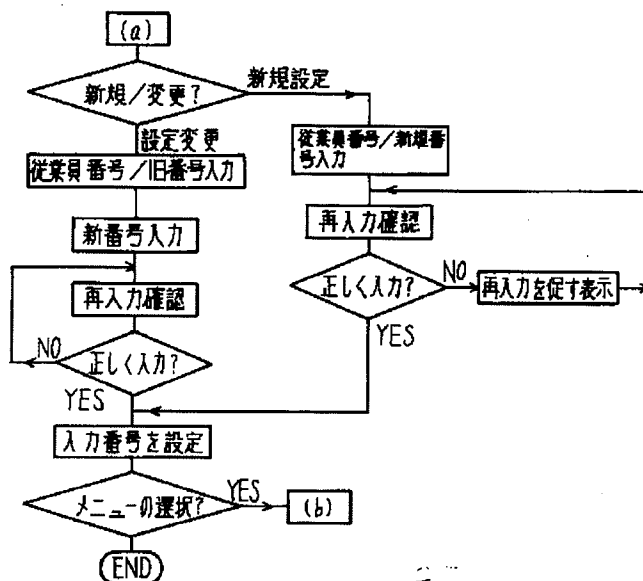 (a)
新規/変更?
新規設定
設定変更
従業員番号/旧番号入力
従業員番号/新規番
号入力
新番号入力
再入力確認
再入力確認
正しく入力?
NO
再入力を促す表示
YES
正しく入力?
NO
YES
入力番号を設定
メニューの選択?
YES
(b)
END